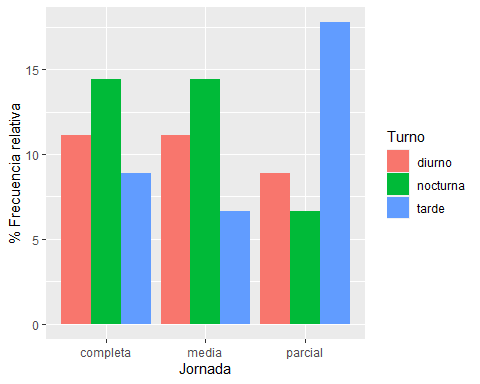 % Frecuencia relativa
15
10
5
0
completa
media
parcial
Jornada
Turno
diurno
nocturna
tarde